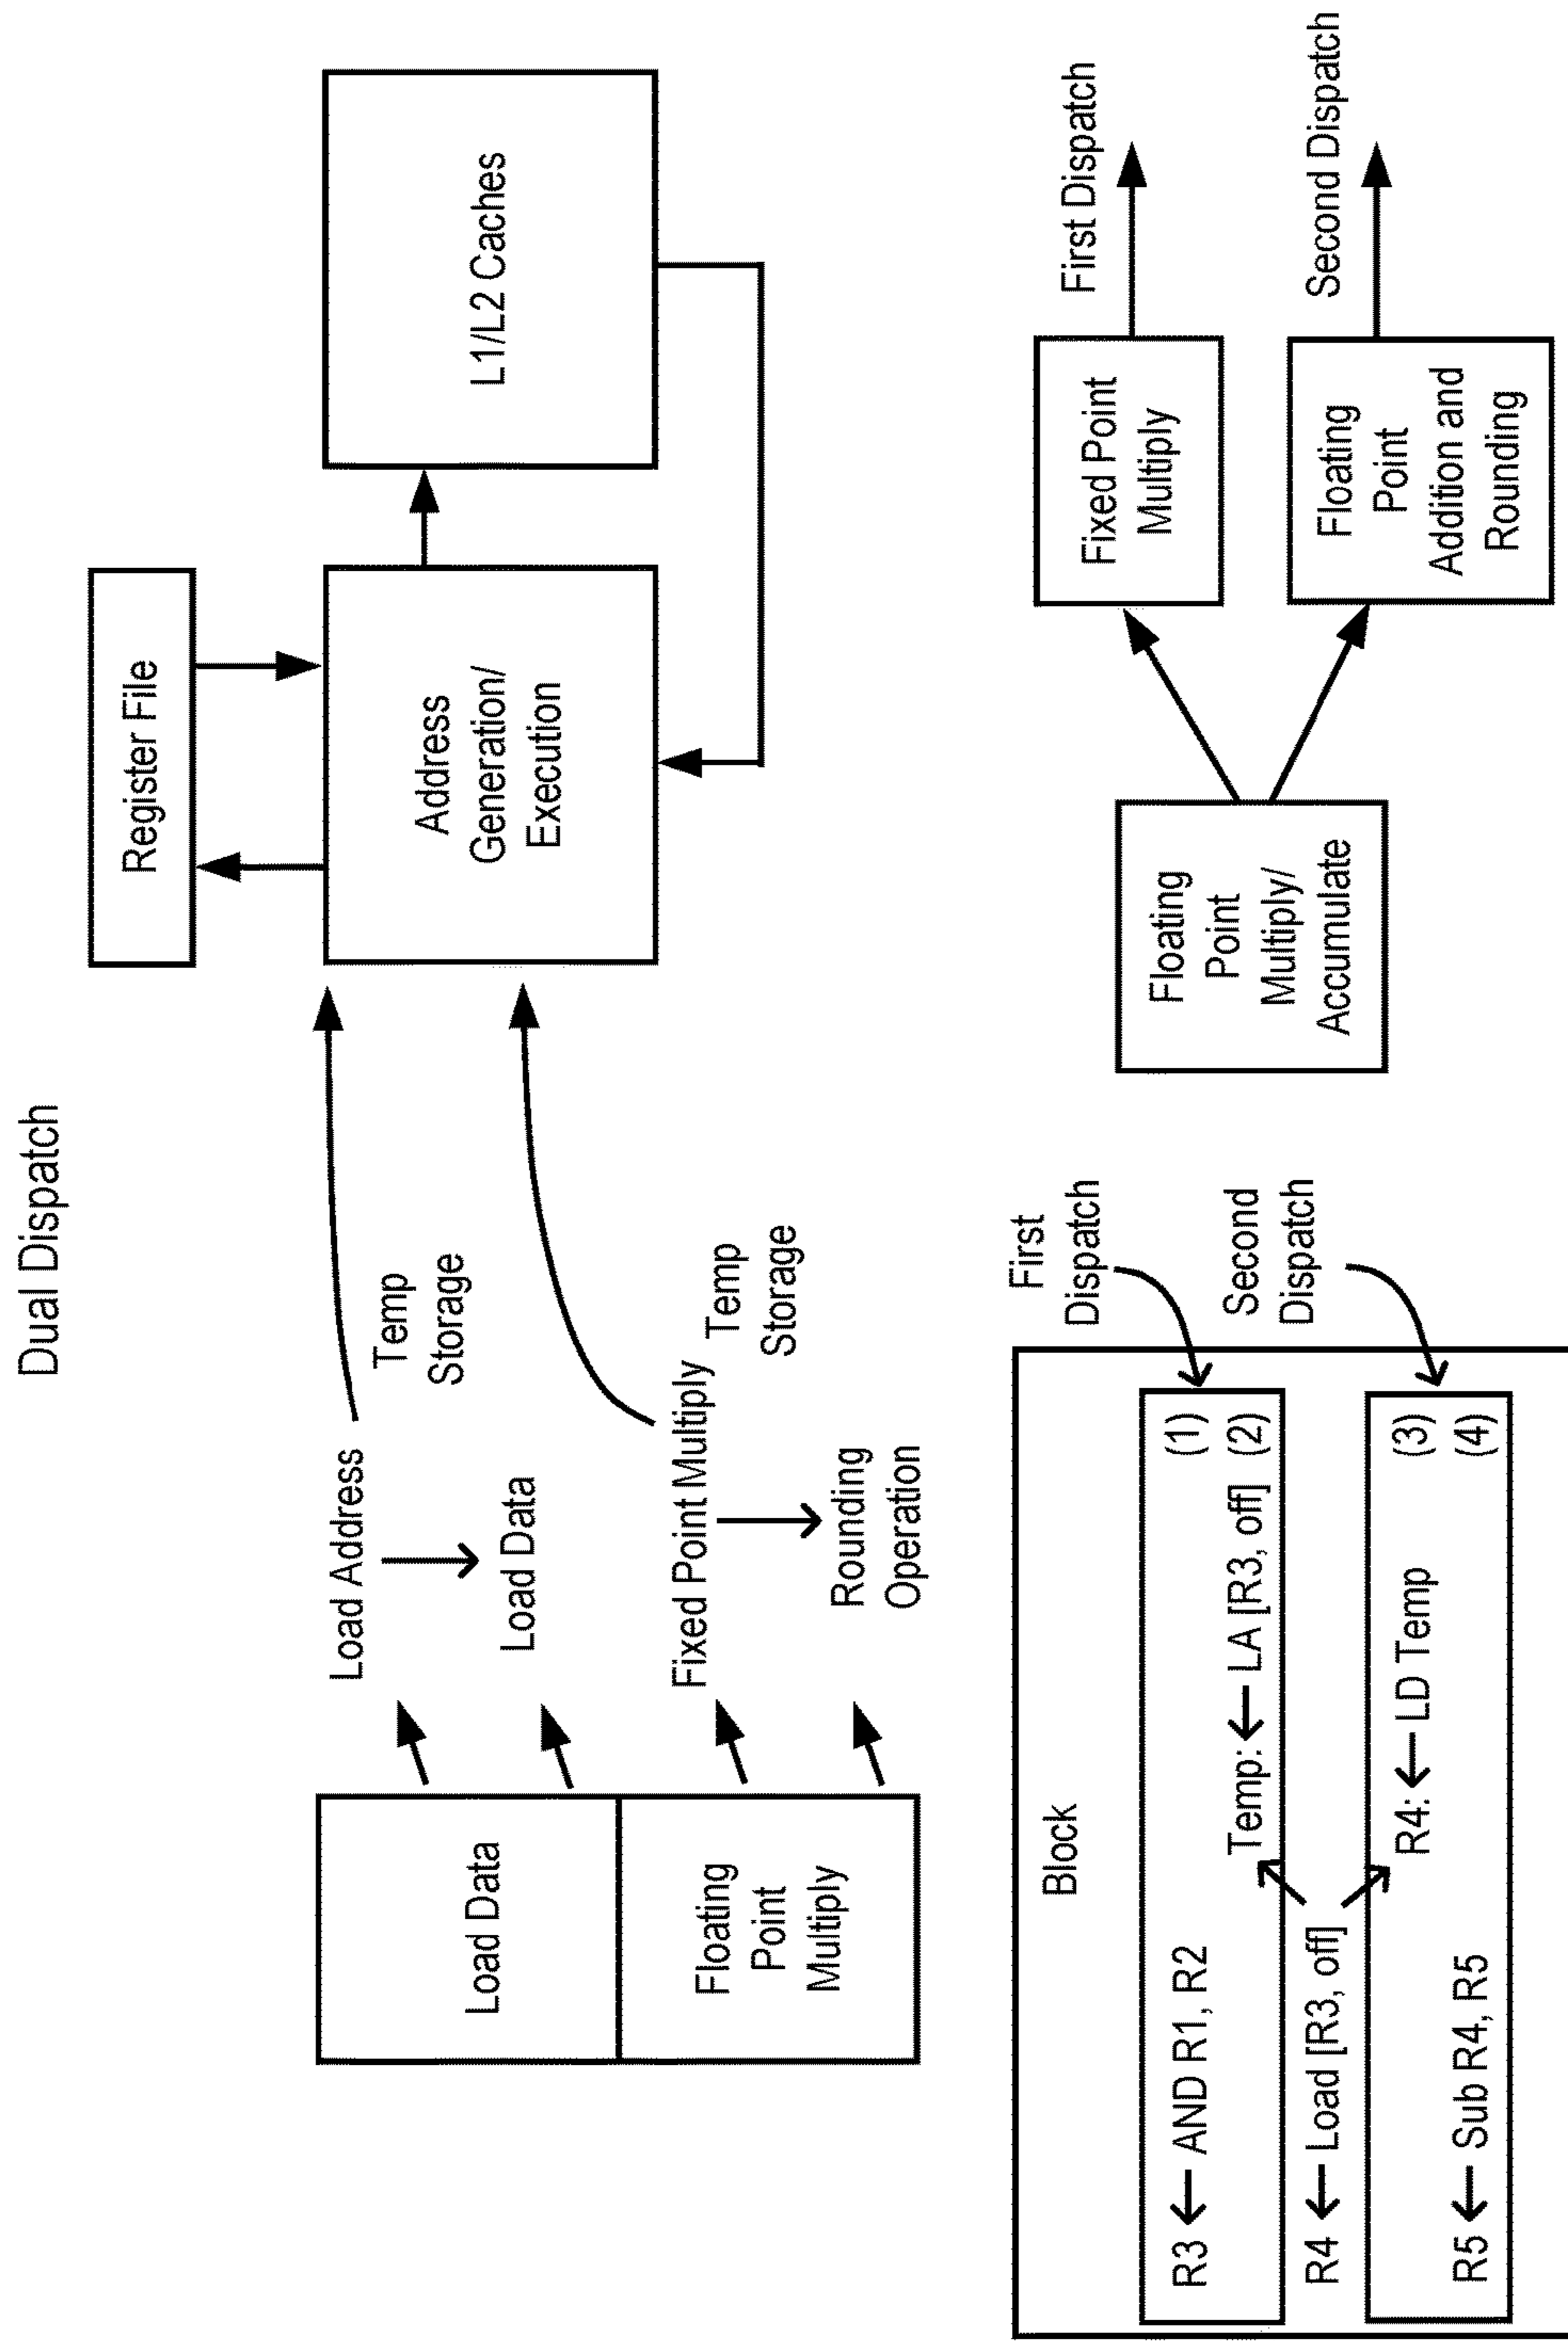 Dual Dispatch
Register File
Load Data
Floating
Point
Multiply
Load Address
Temp
Storage
Load Data
Fixed Point Multiply
Temp
Storage
Rounding
Operation
Address
Generation/
Execution
L1/L2 Caches
Block
R3 ← AND R1, R2 (1)
Temp: ← LA [R3, off] (2)
R4 ← Load [R3, off]
R4: ← LD Temp (3)
R5 ← Sub R4, R5 (4)
First
Dispatch
Second
Dispatch
Floating
Point
Multiply/
Accumulate
Fixed Point
Multiply
First Dispatch
Floating
Point
Addition and
Rounding
Second Dispatch